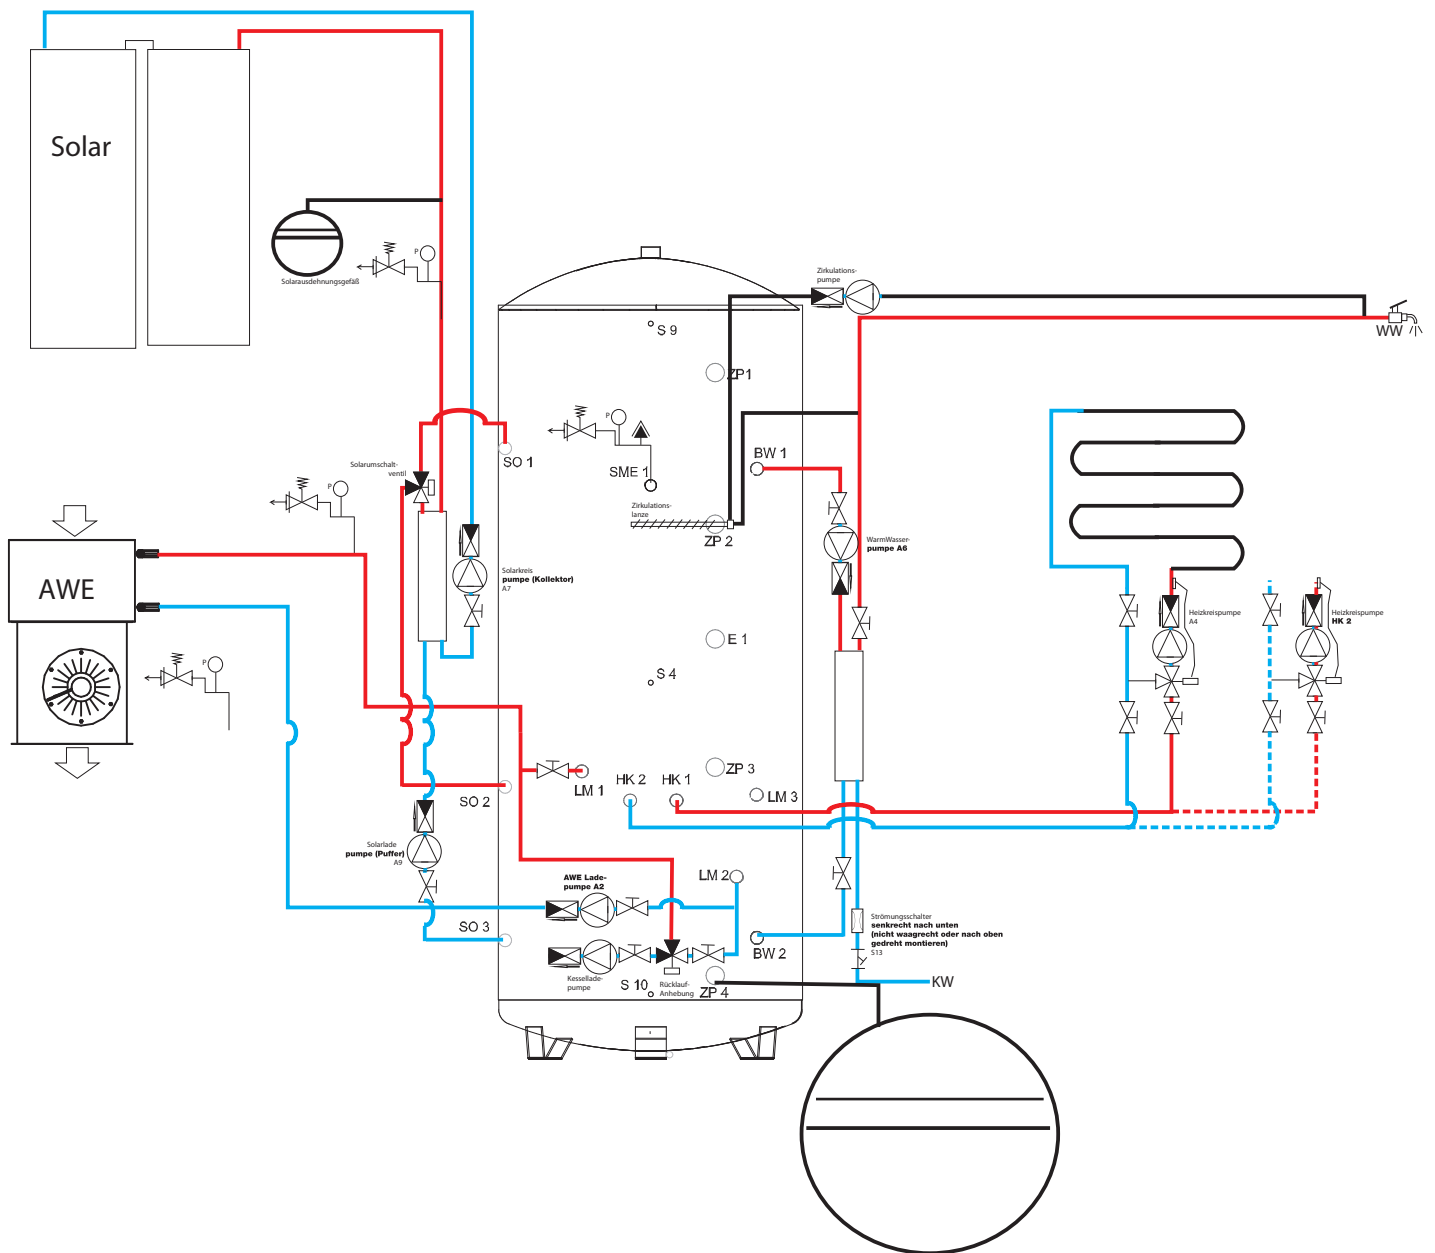 Solar
Solarausdehnungsgefäß
P
Zirkulations-
pumpe
WW
S 9
ZP1
P
SME 1
SO 1
BW 1
Solarumschalt-
ventil
P
Zirkulations-
lanze
ZP 2
WarmWasser-
pumpe A6
AWE
Solarkreis
pumpe (Kollektor)
A7
E 1
S 4
P
Heizkreispumpe
A4
Heizkreispumpe
HK 2
ZP 3
HK 2
HK 1
LM 1
LM 3
SO 2
Solarlade
pumpe (Puffer)
A9
AWE Lade-
pumpe A2
LM 2
SO 3
BW 2
Strömungsschalter
senkrecht nach unten
(nicht waagrecht oder nach oben
gedreht montieren)
S13
Kessellade-
pumpe
S 10
Rücklauf-
Anhebung
ZP 4
KW